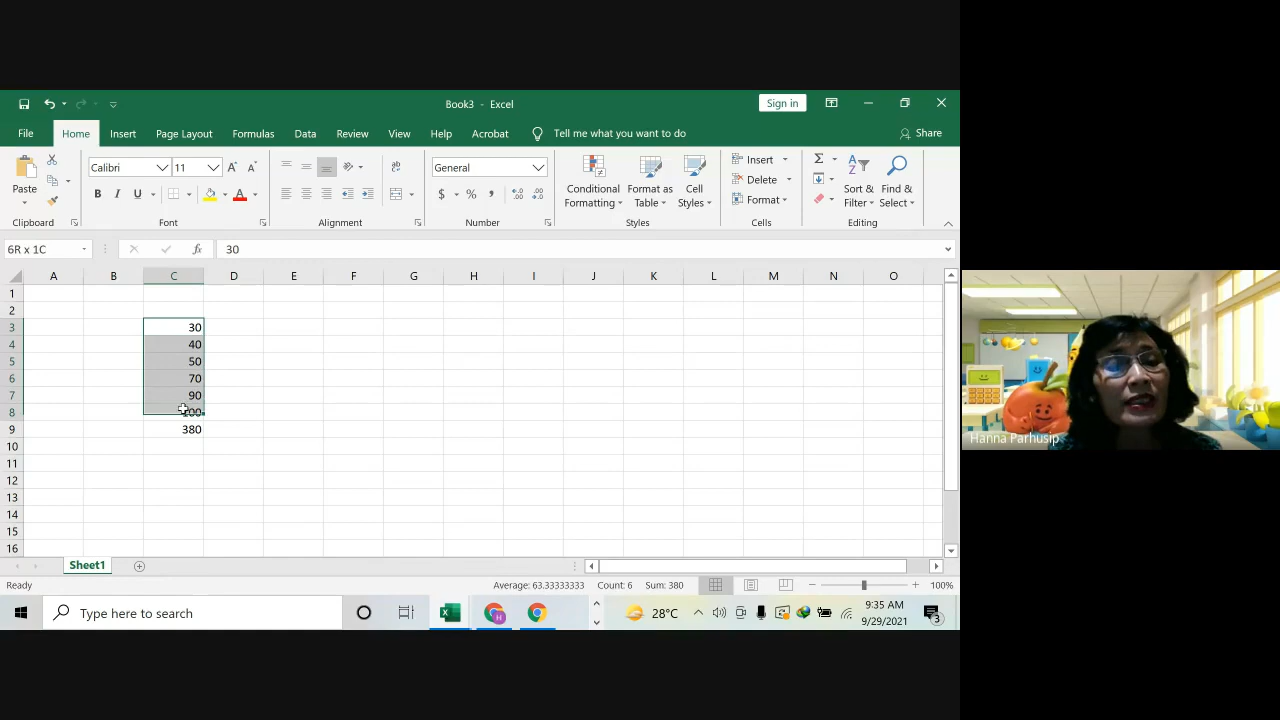 Book3 - Excel
Sign in
File Home Insert Page Layout Formulas Data Review View Help Acrobat Tell me what you want to do Share
Paste
Clipboard
Calibri 11
B I U
Font
Alignment
General
$ % ,
Number
Conditional Formatting
Format as Table
Cell Styles
Styles
Insert
Delete
Format
Cells
Sort & Filter
Find & Select
Editing
6R x 1C fx 30
A B C D E F G H I J K L M N O
1
2
3 30
4 40
5 50
6 70
7 90
8
9 380
10
11
12
13
14
15
16
Sheet1
Ready Average: 63.33333333 Count: 6 Sum: 380 100%
Type here to search
28°C
9:35 AM
9/29/2021
3
Hanna Parhusip